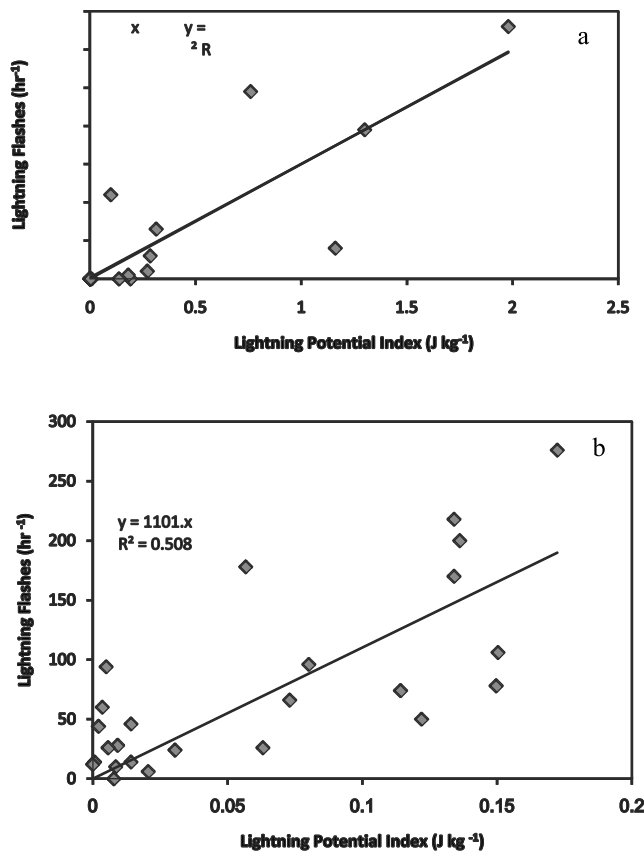 x y =
² R
a
Lightning Flashes (hr⁻¹)
0 0.5 1 1.5 2 2.5
Lightning Potential Index (J kg⁻¹)
300
b
250
y = 1101.x
R² = 0.508
200
150
100
50
0
Lightning Flashes (hr⁻¹)
0 0.05 0.1 0.15 0.2
Lightning Potential Index (J kg ⁻¹)